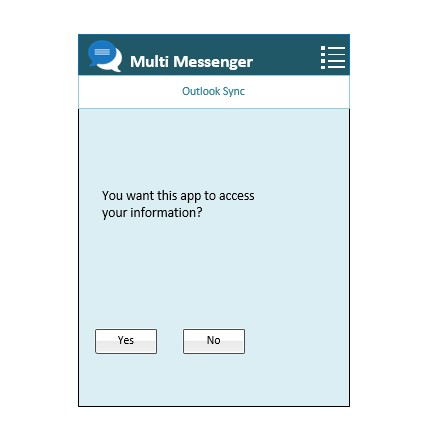 Multi Messenger
Outlook Sync
You want this app to access
your information?
Yes
No